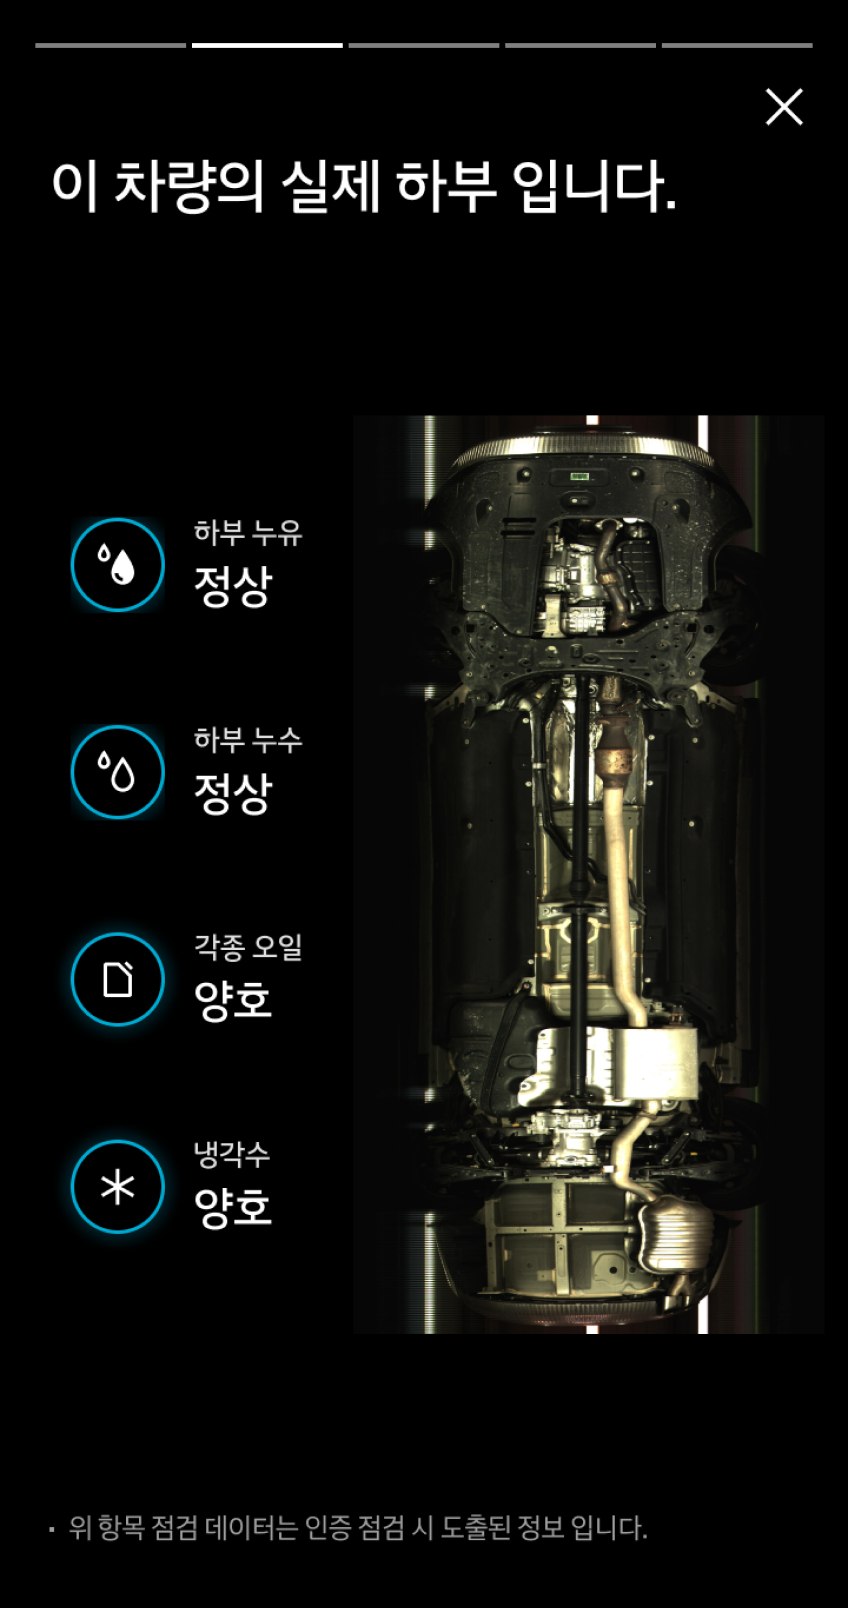 이 차량의 실제 하부 입니다.
하부 누유
정상
하부 누수
정상
각종 오일
양호
냉각수
양호
· 위 항목 점검 데이터는 인증 점검 시 도출된 정보 입니다.